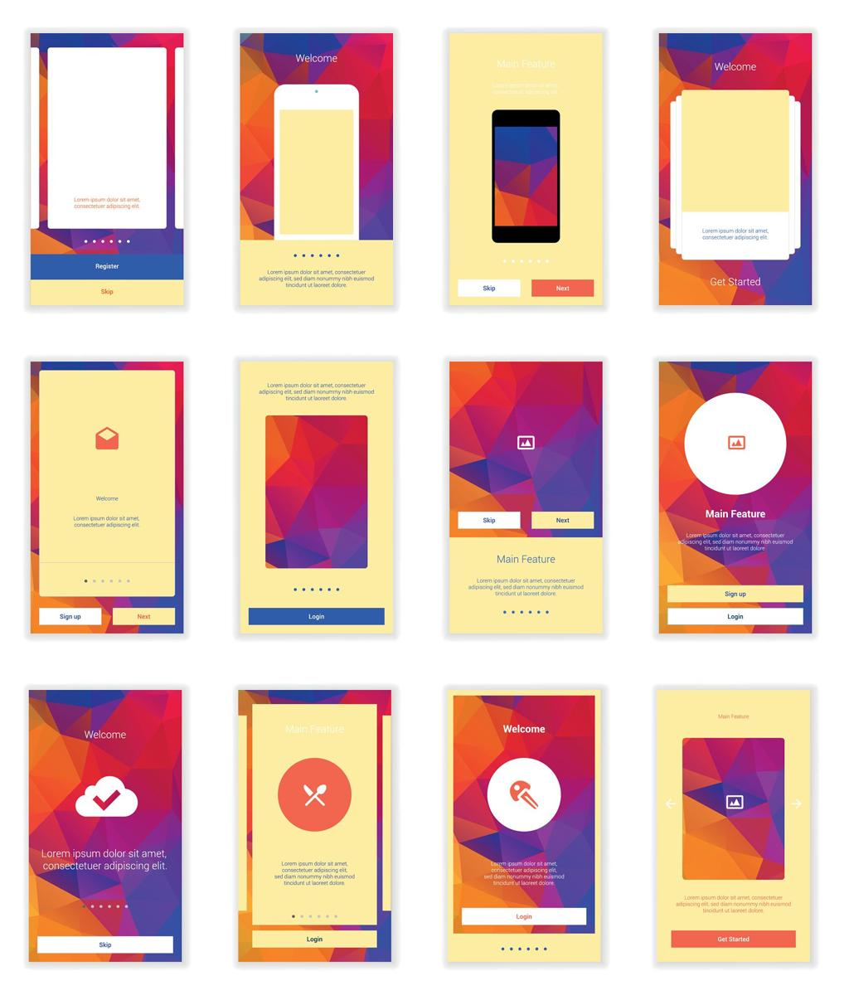 Lorem ipsum dolor sit amet,
consectetuer adipiscing elit.
Register
Skip
Welcome
Lorem ipsum dolor sit amet, consectetuer
adipiscing elit, sed diam nonummy nibh euismod
tincidunt ut laoreet dolore.
Main Feature
Lorem ipsum dolor sit amet,
consectetuer adipiscing elit.
Skip
Next
Welcome
Lorem ipsum dolor sit amet,
consectetuer adipiscing elit.
Get Started
Welcome
Lorem ipsum dolor sit amet,
consectetuer adipiscing elit.
Sign up
Next
Lorem ipsum dolor sit amet, consectetuer
adipiscing elit, sed diam nonummy nibh euismod
tincidunt ut laoreet dolore.
Login
Skip
Next
Main Feature
Lorem ipsum dolor sit amet, consectetuer
adipiscing elit, sed diam nonummy nibh euismod
tincidunt ut laoreet dolore.
Main Feature
Lorem ipsum dolor sit amet, consectetuer
adipiscing elit, sed diam nonummy nibh euismod
tincidunt ut laoreet dolore.
Sign up
Login
Welcome
Lorem ipsum dolor sit amet,
consectetuer adipiscing elit.
Skip
Main Feature
Lorem ipsum dolor sit amet,
consectetuer adipiscing elit,
sed diam nonummy nibh euismod
tincidunt ut laoreet dolore.
Login
Welcome
Lorem ipsum dolor sit amet,
consectetuer adipiscing elit,
sed diam nonummy nibh euismod
tincidunt ut laoreet dolore.
Login
Main Feature
Lorem ipsum dolor sit amet, consectetuer
adipiscing elit, sed diam nonummy nibh euismod
tincidunt ut laoreet dolore.
Get Started